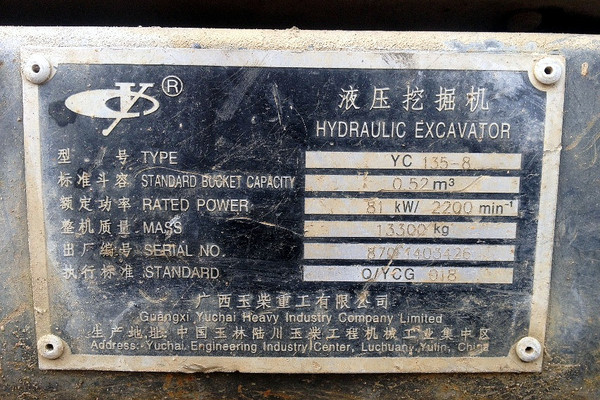 ®
液压挖掘机
HYDRAULIC EXCAVATOR
型 号 TYPE YC 135-8
标准斗容 STANDARD BUCKET CAPACITY 0.52m³
额定功率 RATED POWER 81 kW/ 2200 min⁻¹
整机质量 MASS 13300 kg
出厂编号 SERIAL NO.
执行标准 STANDARD Q/YCG 018
广西玉柴重工有限公司
Guangxi Yuchai Heavy Industry Company Limited
生产地址: 中国玉林陆川玉柴工程机械工业集中区
Address:-Yuchai Engineering Industry Center, Luchuany Yulin, China